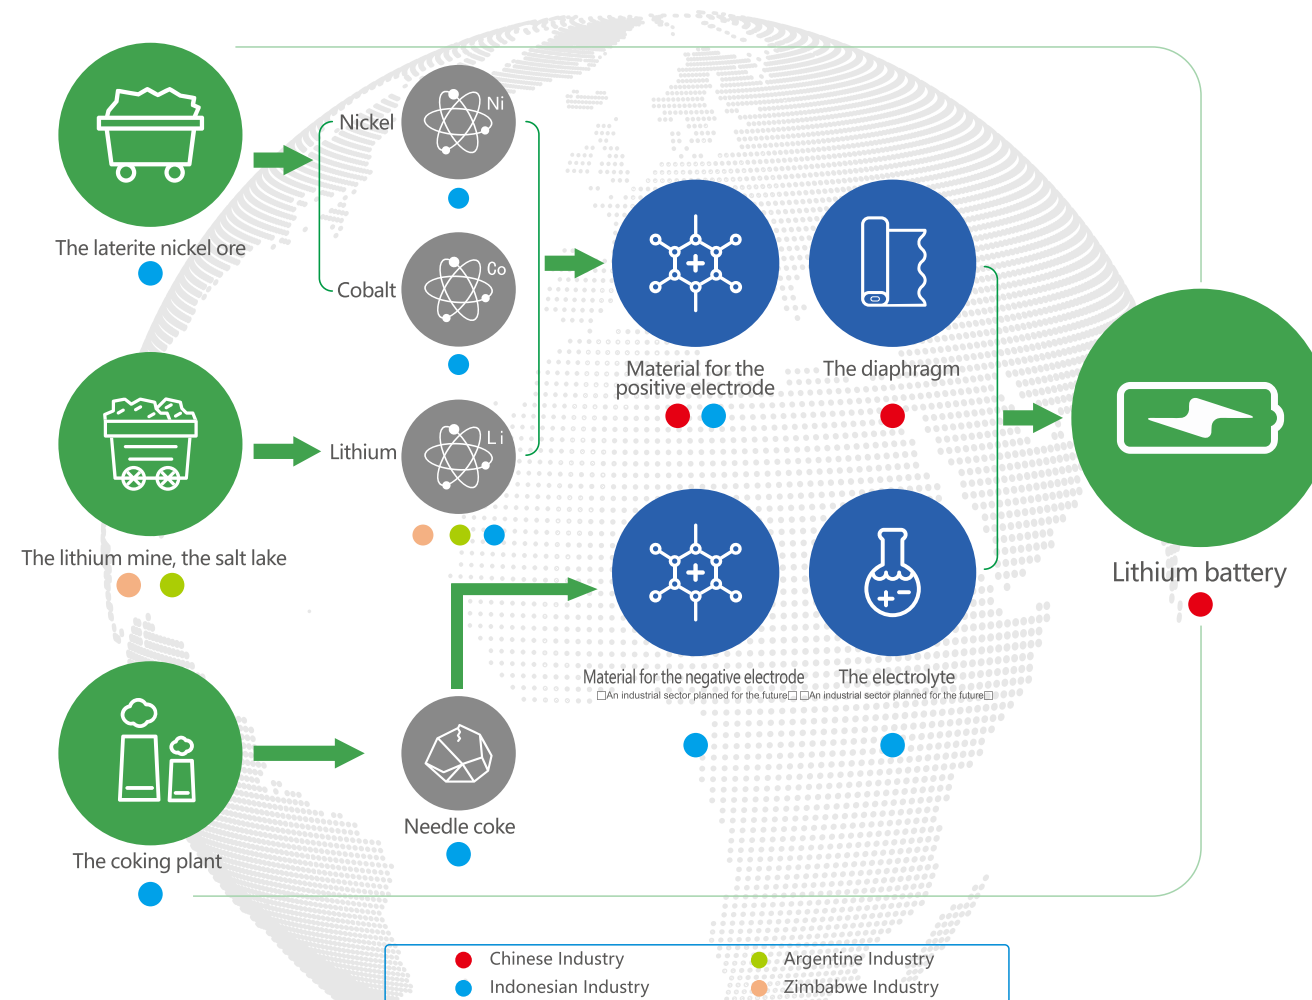 Ni
Nickel
The laterite nickel ore
Co
Cobalt
Material for the
positive electrode
The diaphragm
Li
Lithium
The lithium mine, the salt lake
Lithium battery
Material for the negative electrode
□An industrial sector planned for the future□
The electrolyte
□An industrial sector planned for the future□
Needle coke
The coking plant
Chinese Industry
Argentine Industry
Indonesian Industry
Zimbabwe Industry